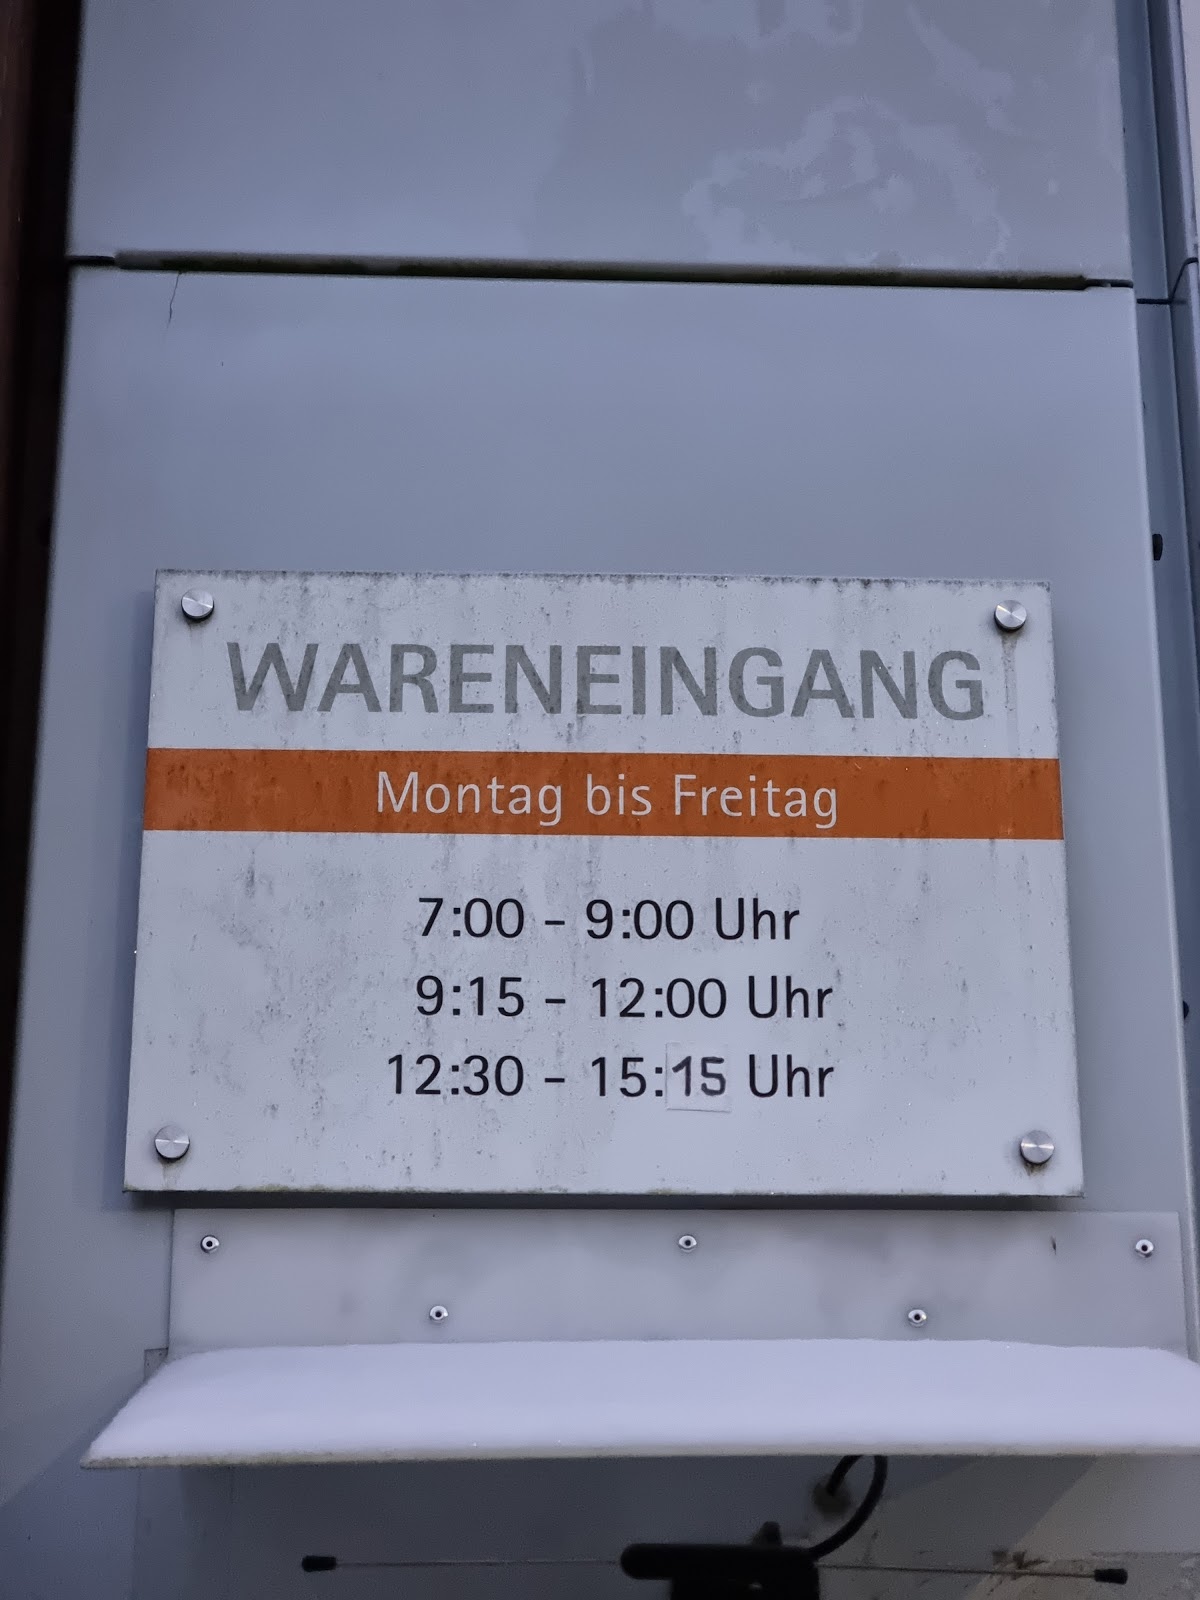 WARENEINGANG
Montag bis Freitag
7:00 - 9:00 Uhr
9:15 - 12:00 Uhr
12:30 - 15:15 Uhr